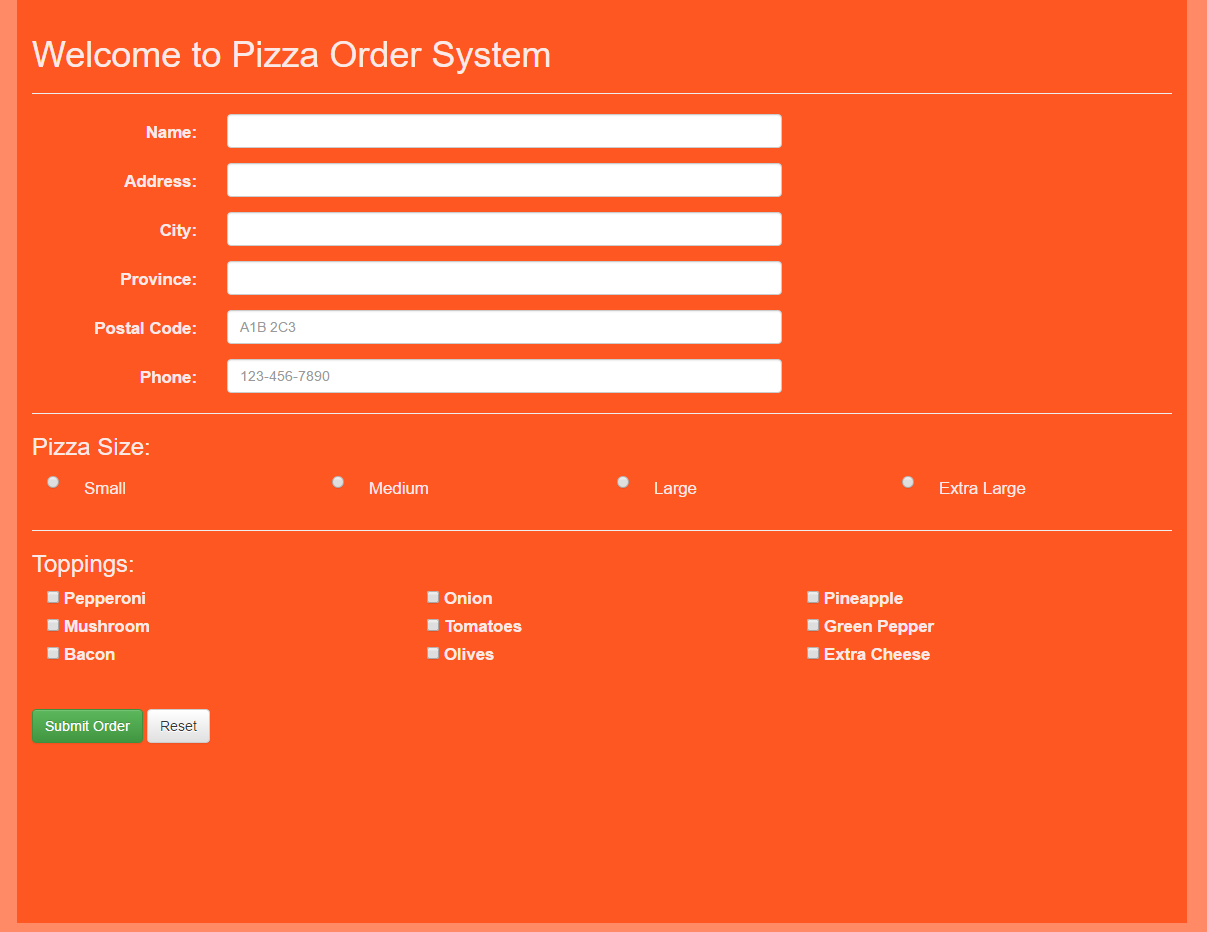 Welcome to Pizza Order System
Name:
Address:
City:
Province:
Postal Code: A1B 2C3
Phone: 123-456-7890
Pizza Size:
Small Medium Large Extra Large
Toppings:
Pepperoni Onion Pineapple
Mushroom Tomatoes Green Pepper
Bacon Olives Extra Cheese
Submit Order Reset